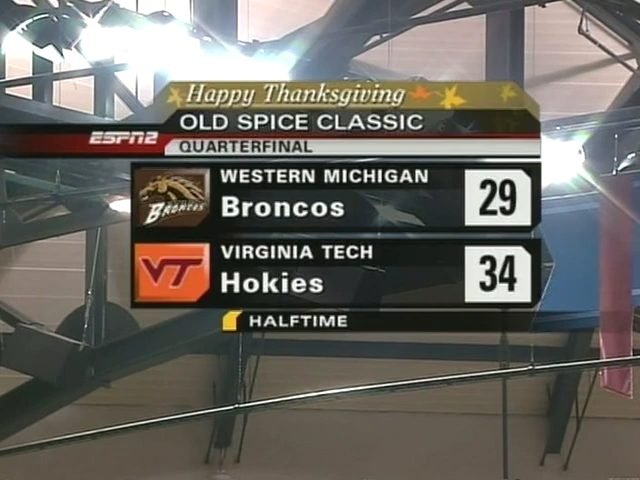 Happy Thanksgiving
OLD SPICE CLASSIC
ESPN2
QUARTERFINAL
WESTERN MICHIGAN
BRONCOS
Broncos
29
VIRGINIA TECH
VT
Hokies
34
HALFTIME